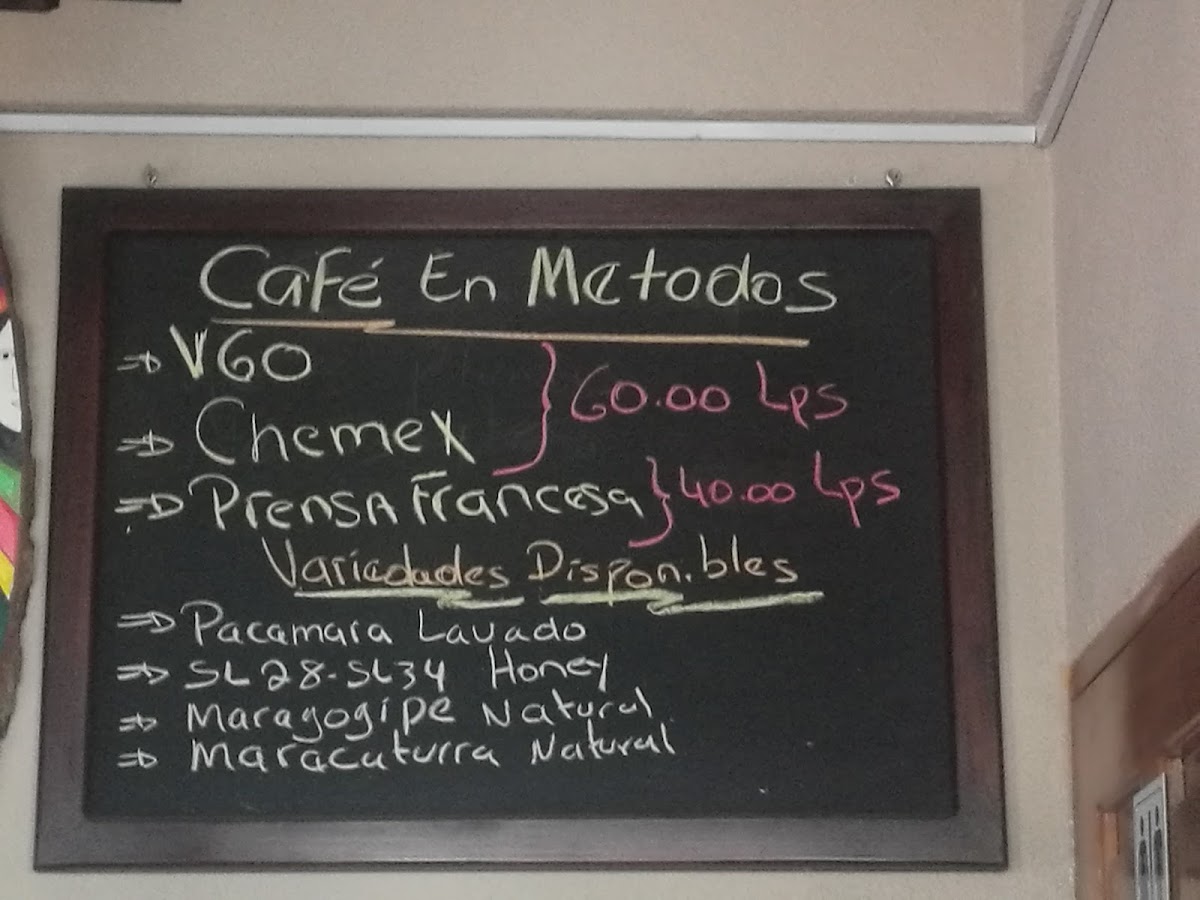 Café En Metodos
⇒ V60
⇒ Chemex } 60.00 Lps
⇒ Prensa Francesa } 40.00 Lps
Variedades Disponibles
⇒ Pacamara Lavado
⇒ SL28-SL34 Honey
⇒ Maragogipe Natural
⇒ Maracaturra Natural